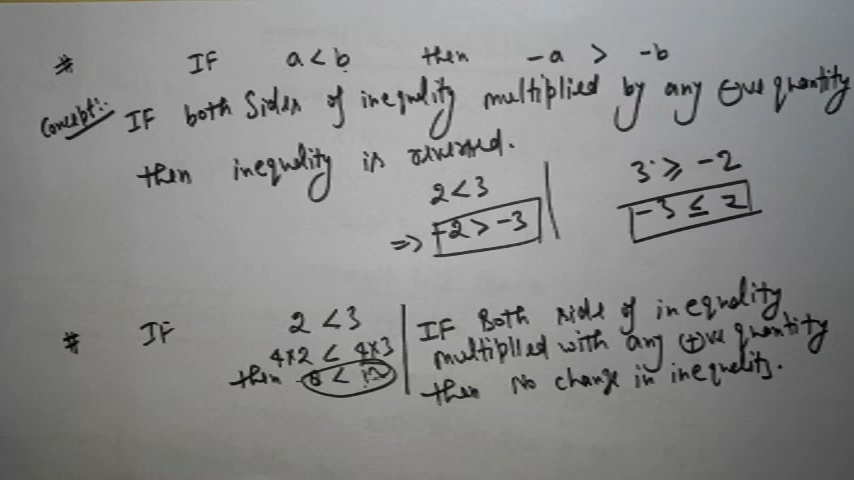 * IF a < b then -a > -b
Concept:- IF both Sides of inequality multiplied by any ⊖ve quantity
then inequality is reversed.
2 < 3
=> -2 > -3
3 ≥ -2
-3 ≤ 2
* IF 2 < 3
4×2 < 4×3
then 8 < 12
IF Both side of inequality
multiplied with any ⊕ve quantity
then No change in inequality.